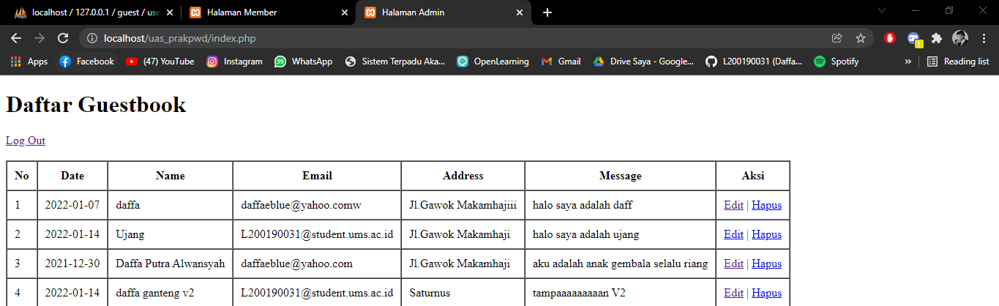 localhost / 127.0.0.1 / guest / use
Halaman Member
Halaman Admin
localhost/uas_prakpwd/index.php
Apps Facebook (47) YouTube Instagram 39 WhatsApp Sistem Terpadu Aka... OpenLearning Gmail Drive Saya - Google... L200190031 (Daffa... Spotify » Reading list
Daftar Guestbook
Log Out
No Date Name Email Address Message Aksi
1 2022-01-07 daffa daffaeblue@yahoo.comw Jl.Gawok Makamhajiiii halo saya adalah daff Edit | Hapus
2 2022-01-14 Ujang L200190031@student.ums.ac.id Jl.Gawok Makamhaji halo saya adalah ujang Edit | Hapus
3 2021-12-30 Daffa Putra Alwansyah daffaeblue@yahoo.com Jl.Gawok Makamhaji aku adalah anak gembala selalu riang Edit | Hapus
4 2022-01-14 daffa ganteng v2 L200190031@student.ums.ac.id Saturnus tampaaaaaaaaan V2 Edit | Hapus